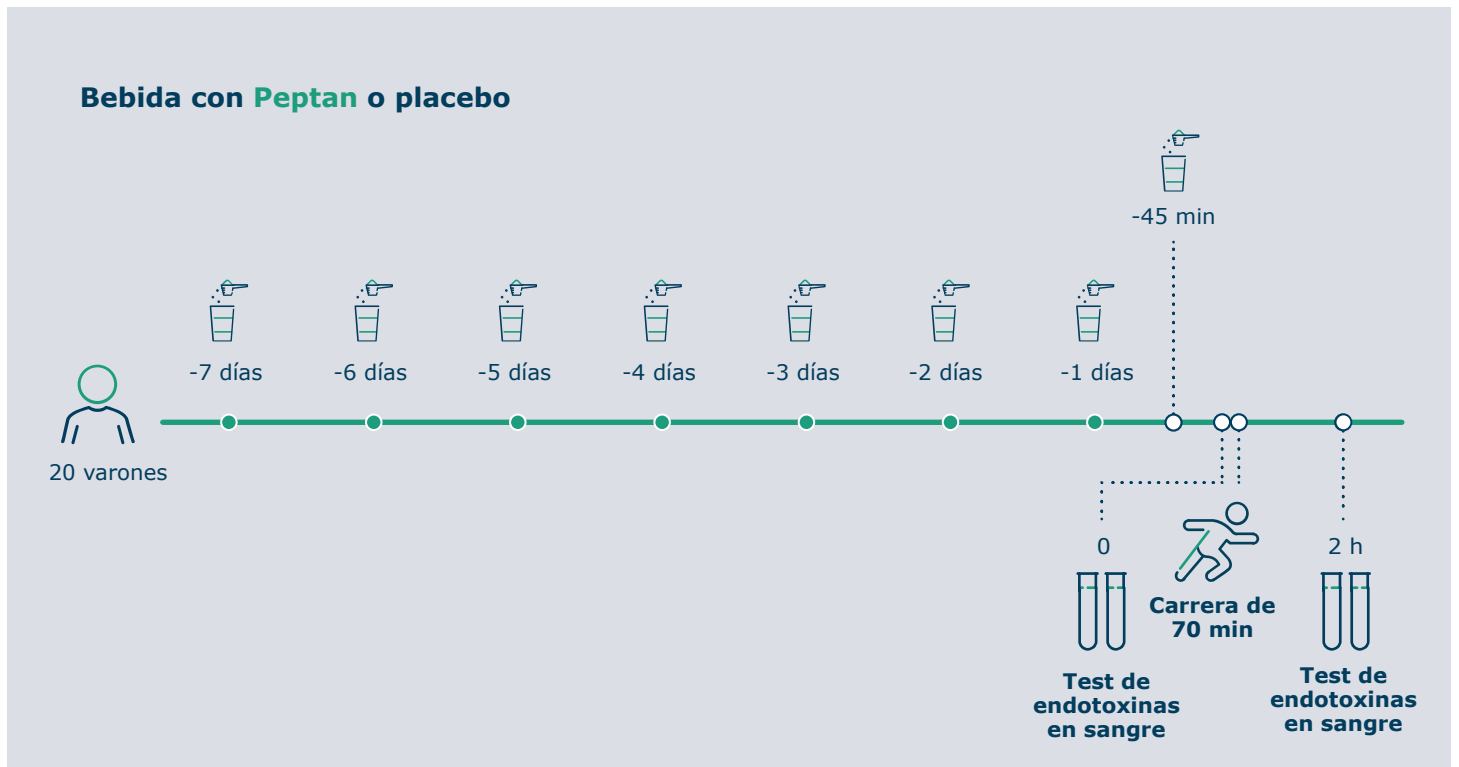 Bebida con Peptan o placebo
-45 min
-7 días
-6 días
-5 días
-4 días
-3 días
-2 días
-1 días
20 varones
0
2 h
Carrera de
70 min
Test de
endotoxinas
en sangre
Test de
endotoxinas
en sangre